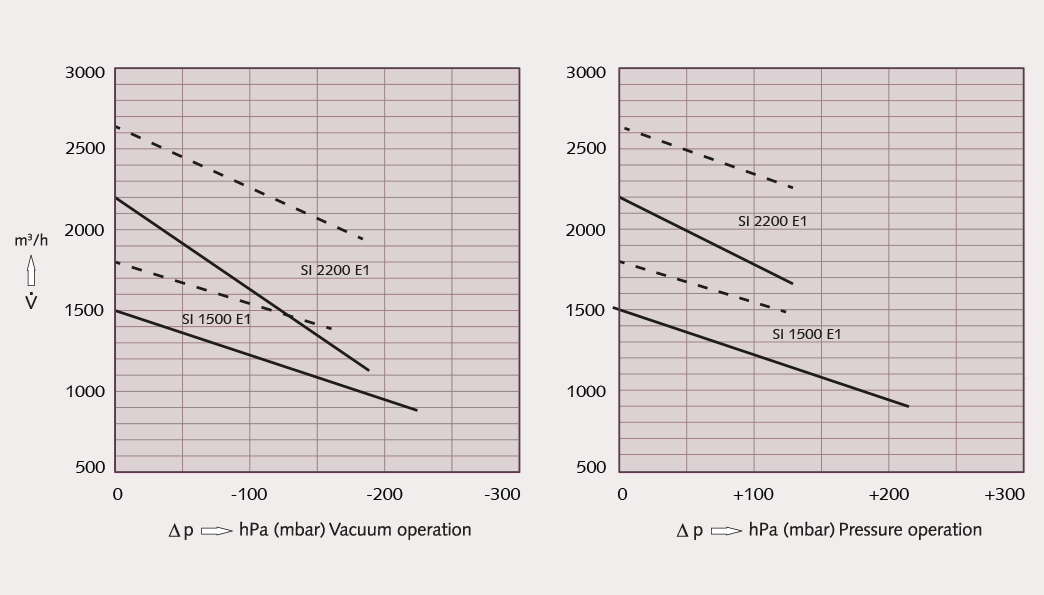 3000
2500
2000
1500
1000
500
m³/h
V̇
SI 2200 E1
SI 1500 E1
0 -100 -200 -300
Δ p hPa (mbar) Vacuum operation
3000
2500
2000
1500
1000
500
SI 2200 E1
SI 1500 E1
0 +100 +200 +300
Δ p hPa (mbar) Pressure operation